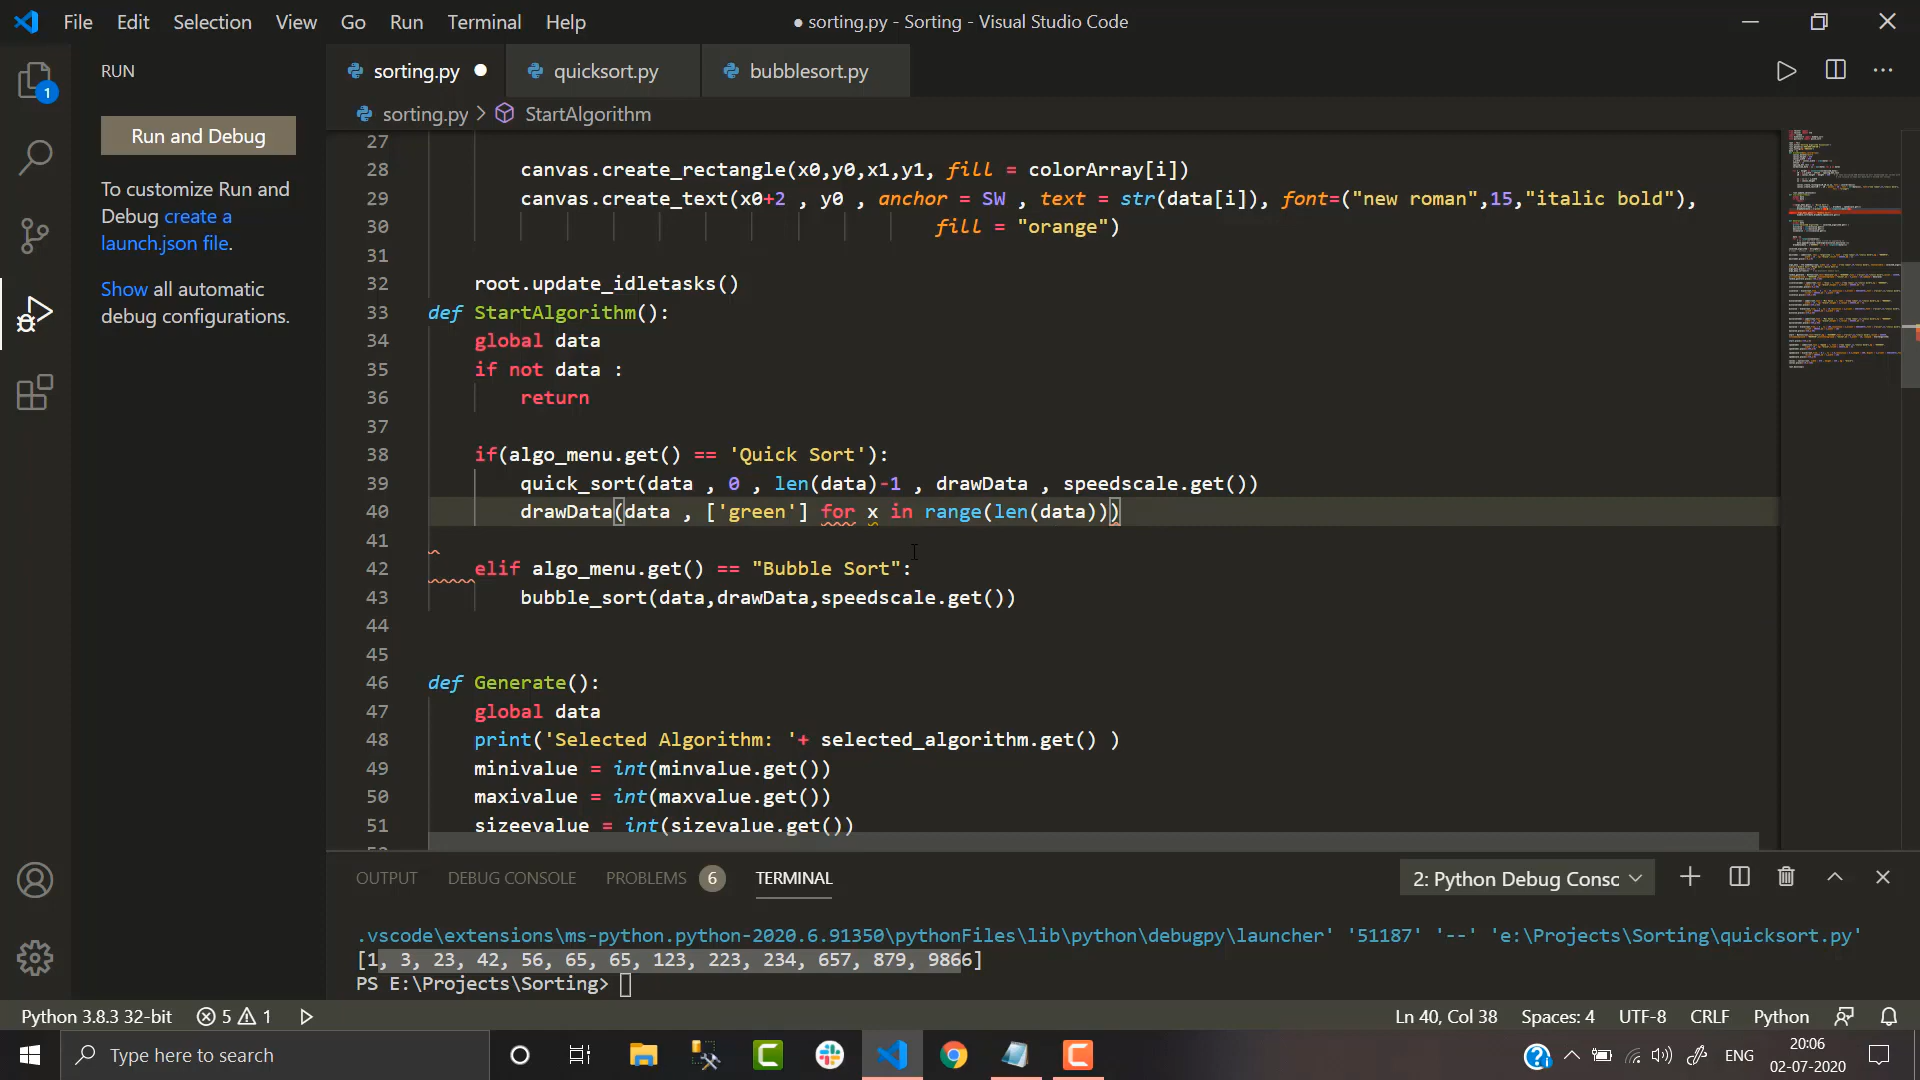 File Edit Selection View Go Run Terminal Help
● sorting.py - Sorting - Visual Studio Code
1
RUN
Run and Debug
To customize Run and
Debug create a
launch.json file.
Show all automatic
debug configurations.
sorting.py ●
quicksort.py
bubblesort.py
sorting.py > StartAlgorithm
27
28 canvas.create_rectangle(x0,y0,x1,y1, fill = colorArray[i])
29 canvas.create_text(x0+2 , y0 , anchor = SW , text = str(data[i]), font=("new roman",15,"italic bold"),
30 fill = "orange")
31
32 root.update_idletasks()
33 def StartAlgorithm():
34 global data
35 if not data :
36 return
37
38 if(algo_menu.get() == 'Quick Sort'):
39 quick_sort(data , 0 , len(data)-1 , drawData , speedscale.get())
40 drawData(data , ['green'] for x in range(len(data)))
41
42 elif algo_menu.get() == "Bubble Sort":
43 bubble_sort(data,drawData,speedscale.get())
44
45
46 def Generate():
47 global data
48 print('Selected Algorithm: '+ selected_algorithm.get() )
49 minivalue = int(minvalue.get())
50 maxivalue = int(maxvalue.get())
51 sizeevalue = int(sizevalue.get())
OUTPUT DEBUG CONSOLE PROBLEMS 6 TERMINAL
2: Python Debug Consc
.vscode\extensions\ms-python.python-2020.6.91350\pythonFiles\lib\python\debugpy\launcher' '51187' '--' 'e:\Projects\Sorting\quicksort.py'
[1, 3, 23, 42, 56, 65, 65, 123, 223, 234, 657, 879, 9866]
PS E:\Projects\Sorting>
Python 3.8.3 32-bit 5 1
Ln 40, Col 38 Spaces: 4 UTF-8 CRLF Python
Type here to search
ENG
20:06
02-07-2020